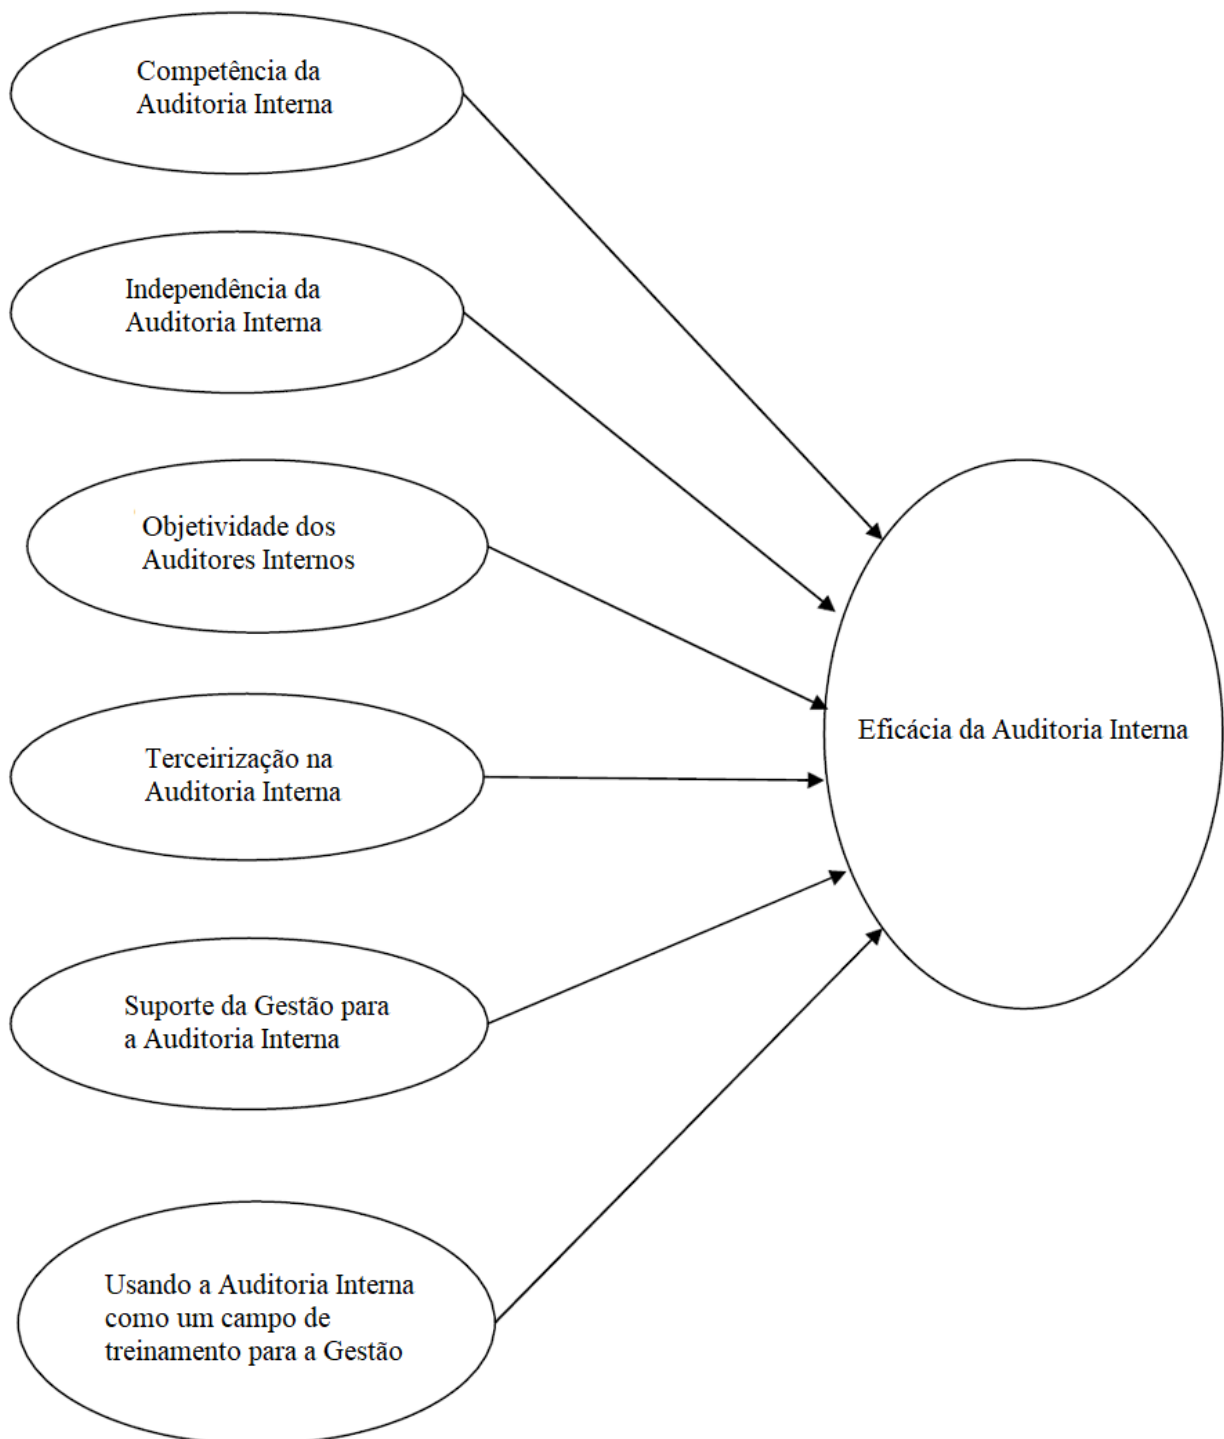 Competência da
Auditoria Interna
Independência da
Auditoria Interna
Objetividade dos
Auditores Internos
Terceirização na
Auditoria Interna
Suporte da Gestão para
a Auditoria Interna
Usando a Auditoria Interna
como um campo de
treinamento para a Gestão
Eficácia da Auditoria Interna